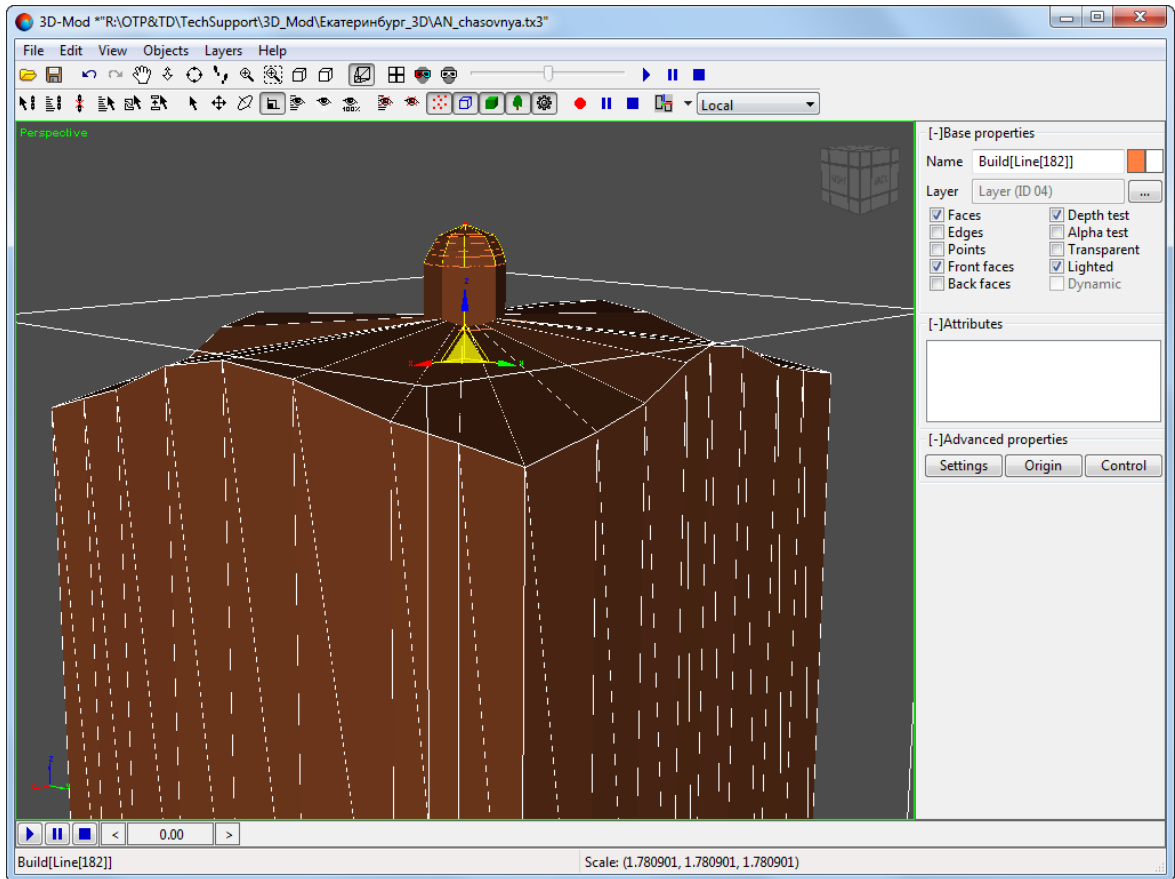 3D-Mod *"R:\OTP&TD\TechSupport\3D_Mod\Екатеринбург_3D\AN_chasovnya.tx3"
File Edit View Objects Layers Help
100%
Local
Perspective
[-]Base properties
Name Build[Line[182]]
Layer Layer (ID 04) ...
Faces Depth test
Edges Alpha test
Points Transparent
Front faces Lighted
Back faces Dynamic
[-]Attributes
[-]Advanced properties
Settings Origin Control
z
x
z
< 0.00 >
Build[Line[182]] Scale: (1.780901, 1.780901, 1.780901)